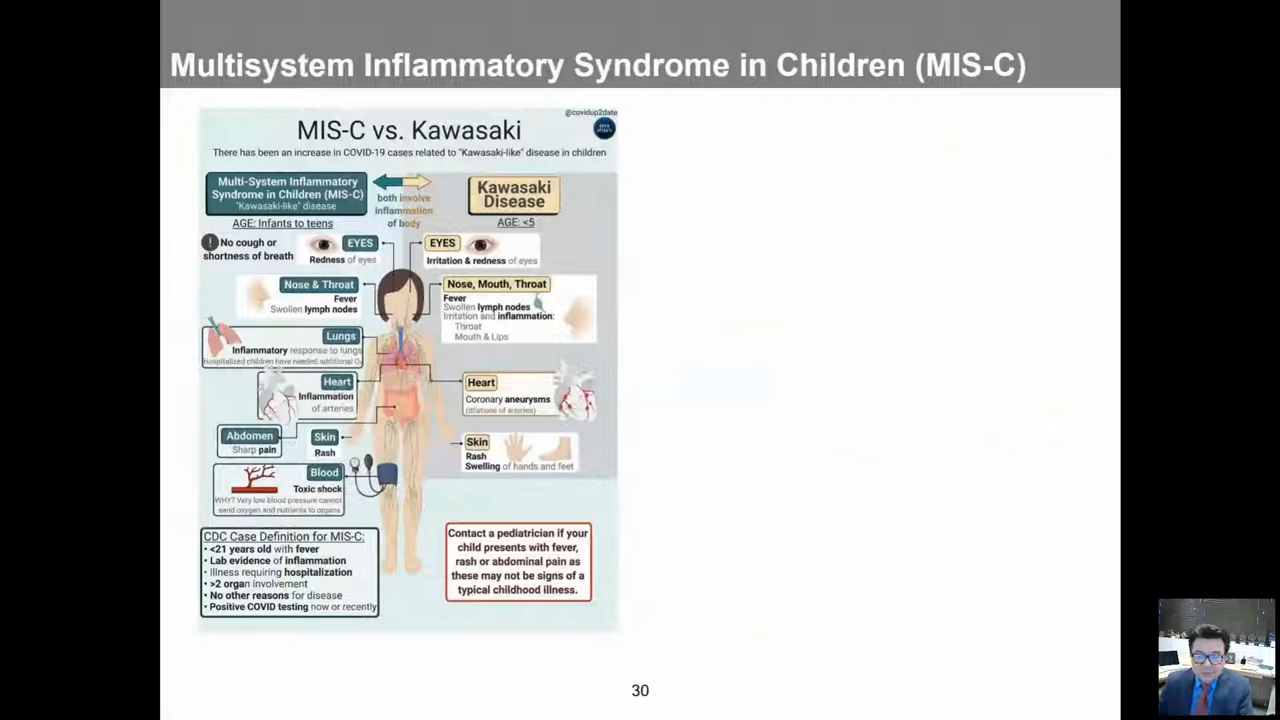 Multisystem Inflammatory Syndrome in Children (MIS-C)
@covidup2date
MIS-C vs. Kawasaki
There has been an increase in COVID-19 cases related to "Kawasaki-like" disease in children
Multi-System Inflammatory
Syndrome in Children (MIS-C)
"Kawasaki-like" disease
AGE: Infants to teens
both involve
inflammation
of body
Kawasaki
Disease
AGE: <5
! No cough or
shortness of breath
EYES
Redness of eyes
EYES
Irritation & redness of eyes
Nose & Throat
Fever
Swollen lymph nodes
Nose, Mouth, Throat
Fever
Swollen lymph nodes
Irritation and inflammation:
Throat
Mouth & Lips
Lungs
Inflammatory response to lungs
Hospitalized children have needed additional O₂
Heart
Inflammation
of arteries
Heart
Coronary aneurysms
(dilations of arteries)
Abdomen
Sharp pain
Skin
Rash
Skin
Rash
Swelling of hands and feet
Blood
Toxic shock
WHY? Very low blood pressure cannot
send oxygen and nutrients to organs
CDC Case Definition for MIS-C:
• <21 years old with fever
• Lab evidence of inflammation
• Illness requiring hospitalization
• >2 organ involvement
• No other reasons for disease
• Positive COVID testing now or recently
Contact a pediatrician if your
child presents with fever,
rash or abdominal pain as
these may not be signs of a
typical childhood illness.
30